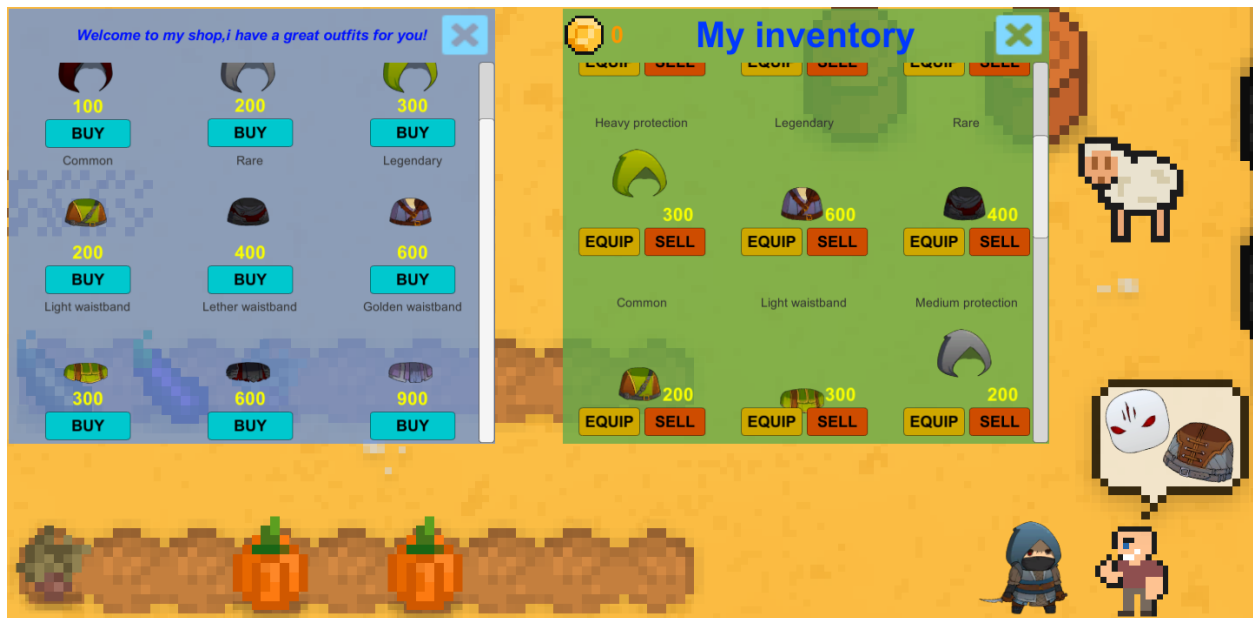 Welcome to my shop,i have a great outfits for you!
100 200 300
BUY BUY BUY
Common Rare Legendary
200 400 600
BUY BUY BUY
Light waistband Lether waistband Golden waistband
300 600 900
BUY BUY BUY
0 My inventory
EQUIP SELL EQUIP SELL EQUIP SELL
Heavy protection Legendary Rare
300 600 400
EQUIP SELL EQUIP SELL EQUIP SELL
Common Light waistband Medium protection
200 300 200
EQUIP SELL EQUIP SELL EQUIP SELL